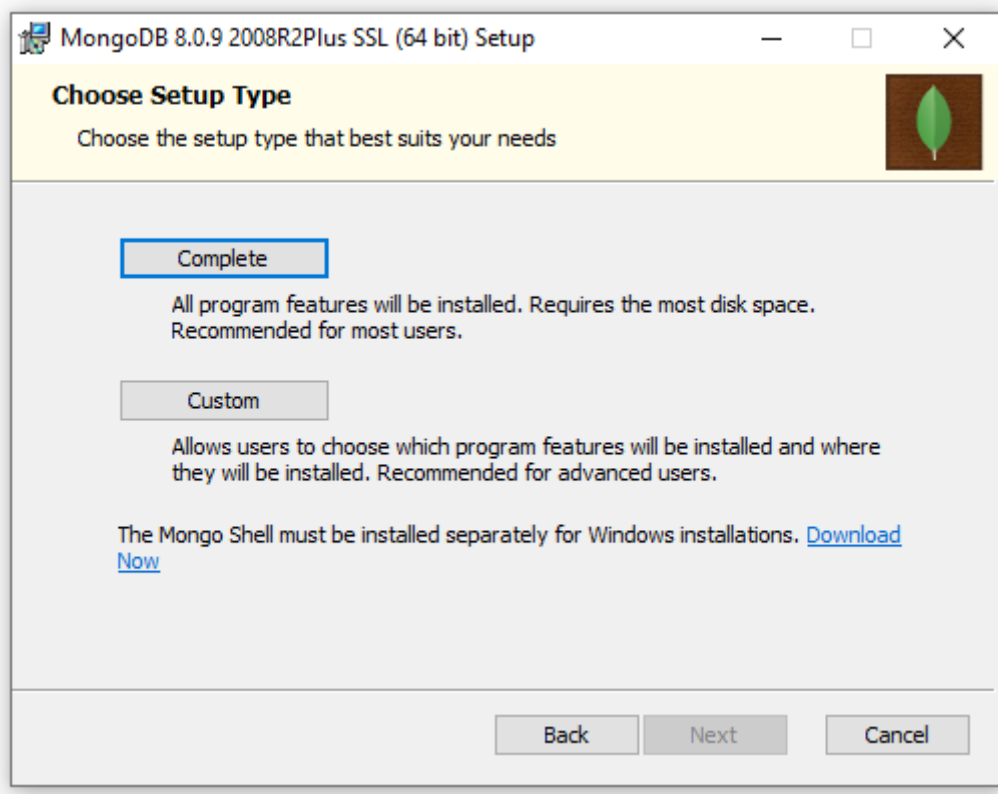 MongoDB 8.0.9 2008R2Plus SSL (64 bit) Setup
Choose Setup Type
Choose the setup type that best suits your needs
Complete
All program features will be installed. Requires the most disk space.
Recommended for most users.
Custom
Allows users to choose which program features will be installed and where
they will be installed. Recommended for advanced users.
The Mongo Shell must be installed separately for Windows installations. Download
Now
Back Next Cancel